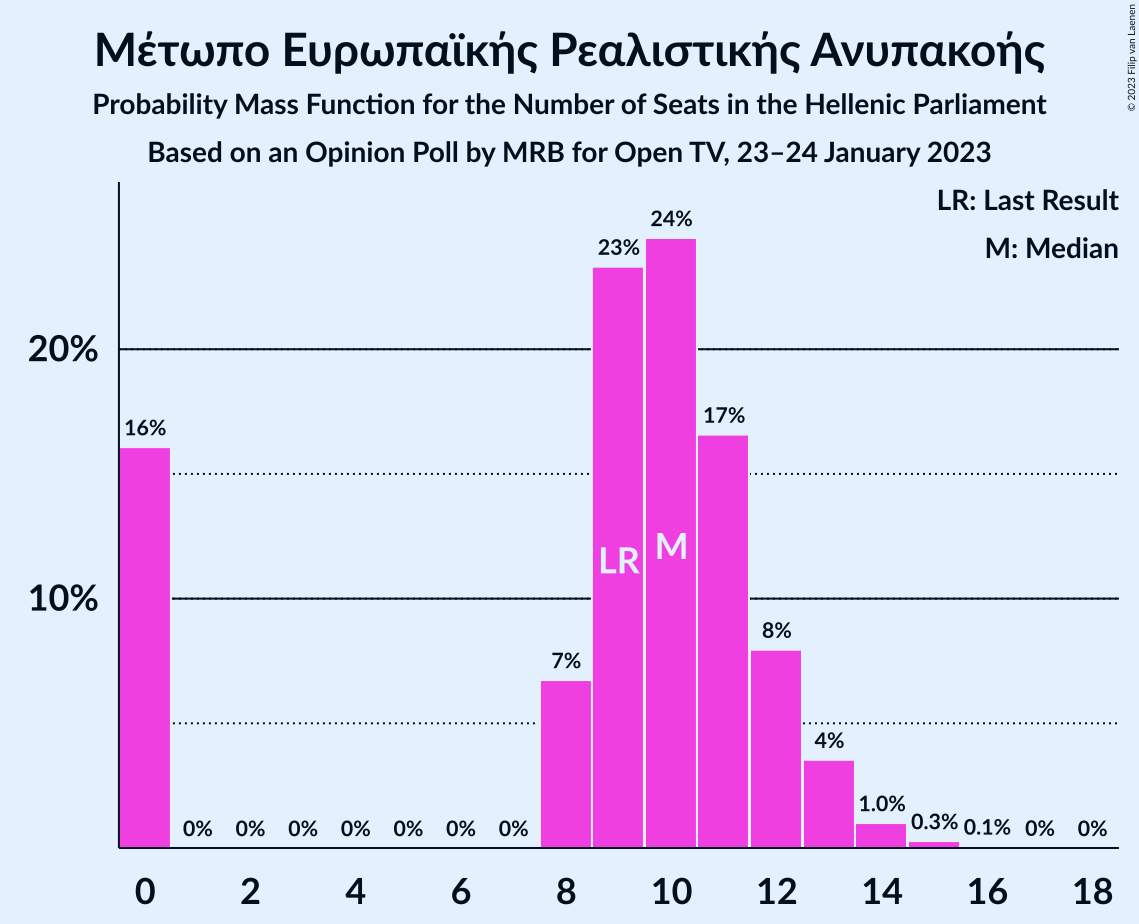 Μέτωπο Ευρωπαϊκής Ρεαλιστικής Ανυπακοής
Probability Mass Function for the Number of Seats in the Hellenic Parliament
Based on an Opinion Poll by MRB for Open TV, 23–24 January 2023
© 2023 Filip van Laenen
LR: Last Result
M: Median
20%
10%
16%
0%
0%
0%
0%
0%
0%
0%
7%
23%
24%
17%
8%
4%
1.0%
0.3%
0.1%
0%
0%
LR
M
0 2 4 6 8 10 12 14 16 18